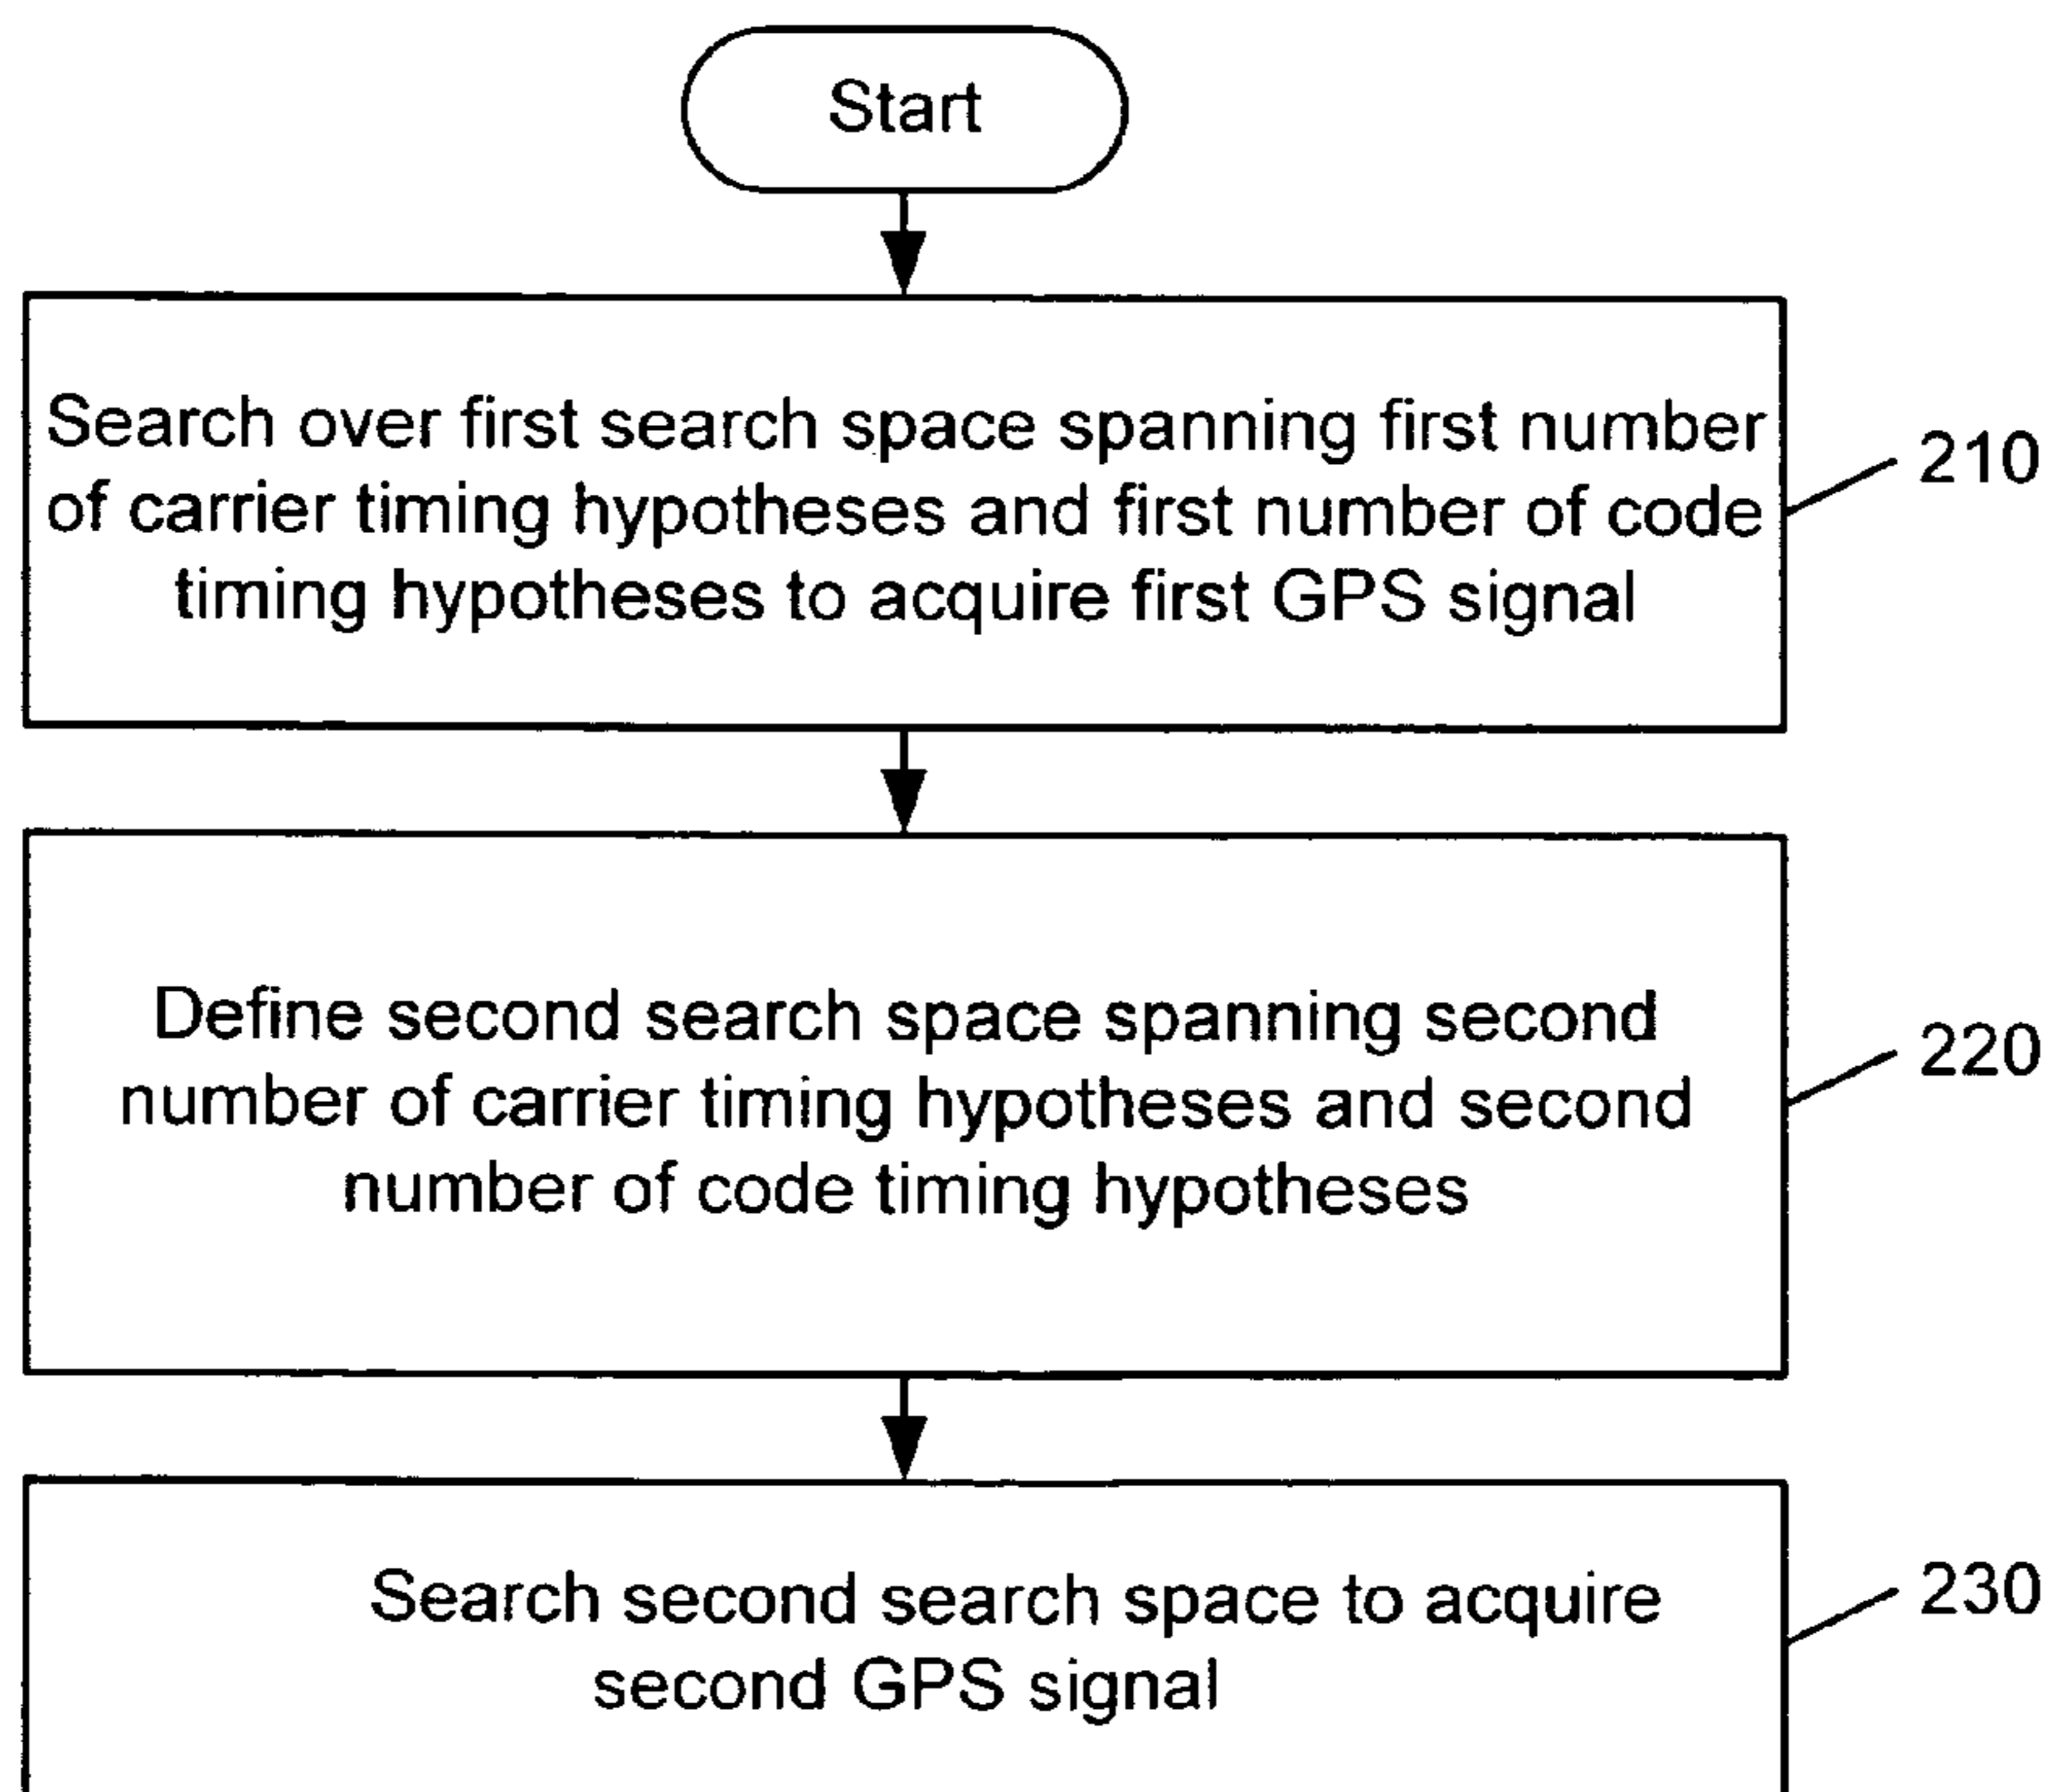 Start
Search over first search space spanning first number
of carrier timing hypotheses and first number of code
timing hypotheses to acquire first GPS signal
210
Define second search space spanning second
number of carrier timing hypotheses and second
number of code timing hypotheses
220
Search second search space to acquire
second GPS signal
230